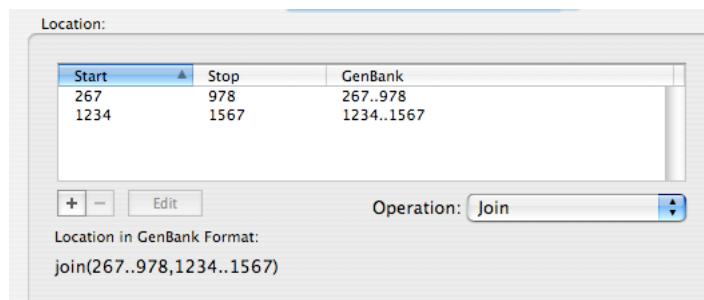 Location:
Start Stop GenBank
267 978 267..978
1234 1567 1234..1567
+ − Edit Operation: Join
Location in GenBank Format:
join(267..978,1234..1567)